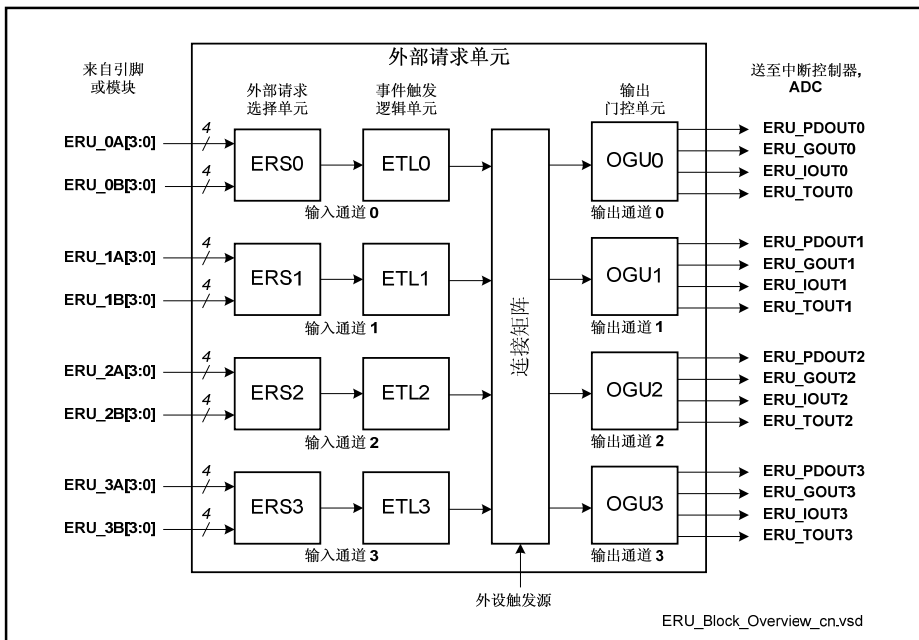 外部请求单元
来自引脚
或模块
外部请求
选择单元
事件触发
逻辑单元
输出
门控单元
送至中断控制器,
ADC
ERU_0A[3:0]
4
ERU_0B[3:0]
4
ERS0
ETL0
OGU0
ERU_PDOUT0
ERU_GOUT0
ERU_IOUT0
ERU_TOUT0
输入通道 0
输出通道 0
ERU_1A[3:0]
4
ERU_1B[3:0]
4
ERS1
ETL1
OGU1
ERU_PDOUT1
ERU_GOUT1
ERU_IOUT1
ERU_TOUT1
输入通道 1
输出通道 1
连接矩阵
ERU_2A[3:0]
4
ERU_2B[3:0]
4
ERS2
ETL2
OGU2
ERU_PDOUT2
ERU_GOUT2
ERU_IOUT2
ERU_TOUT2
输入通道 2
输出通道 2
ERU_3A[3:0]
4
ERU_3B[3:0]
4
ERS3
ETL3
OGU3
ERU_PDOUT3
ERU_GOUT3
ERU_IOUT3
ERU_TOUT3
输入通道 3
输出通道 3
外设触发源
ERU_Block_Overview_cn.vsd